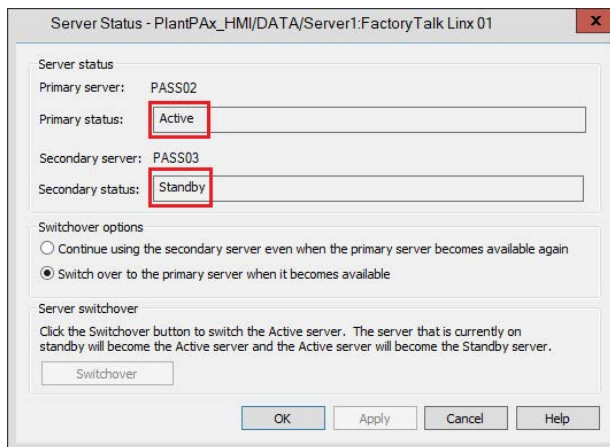 Server Status - PlantPAx_HMI/DATA/Server1:FactoryTalk Linx 01
x
Server status
Primary server: PASS02
Primary status: Active
Secondary server: PASS03
Secondary status: Standby
Switchover options
Continue using the secondary server even when the primary server becomes available again
Switch over to the primary server when it becomes available
Server switchover
Click the Switchover button to switch the Active server. The server that is currently on
standby will become the Active server and the Active server will become the Standby server.
Switchover
OK Apply Cancel Help